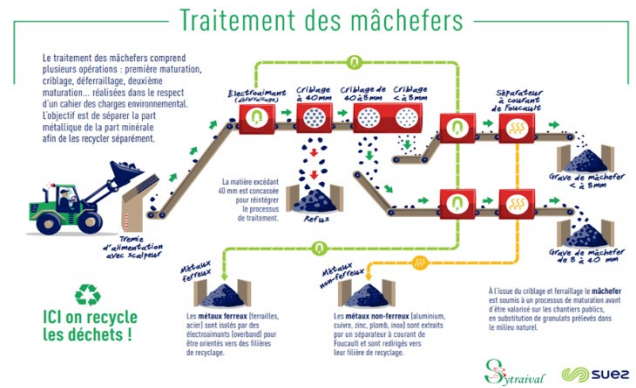 Traitement des mâchefers
Le traitement des mâchefers comprend
plusieurs opérations : première maturation,
criblage, déferraillage, deuxième
maturation... réalisées dans le respect
d'un cahier des charges environnemental.
L'objectif est de séparer la part
métallique de la part minérale
afin de les recycler séparément.
Electroaimant
(déferraillage)
Criblage
à 40mm
Criblage de
40 à 8mm
Criblage
< à 8mm
Séparateur
à courant
de Foucault
Grave de mâchefer
< à 8mm
La matière excédant
40 mm est concassée
pour réintégrer
le processus
de traitement.
Refus
Tremie
d'alimentation
avec scalpeur
Grave de mâchefer
de 8 à 40 mm
Métaux
ferreux
Métaux
non-ferreux
ICI on recycle
les déchets !
Les métaux ferreux (ferrailles,
acier) sont isolés par des
électroaimants (overband) pour
être orientés vers des filières
de recyclage.
Les métaux non-ferreux (aluminium,
cuivre, zinc, plomb, inox) sont extraits
par un séparateur à courant de
Foucault et sont redirigés vers
leur filière de recyclage.
À l'issue du criblage et ferraillage le mâchefer
est soumis à un processus de maturation avant
d'être valorisé sur les chantiers publics,
en substitution de granulats prélevés dans
le milieu naturel.
Sytraival
suez